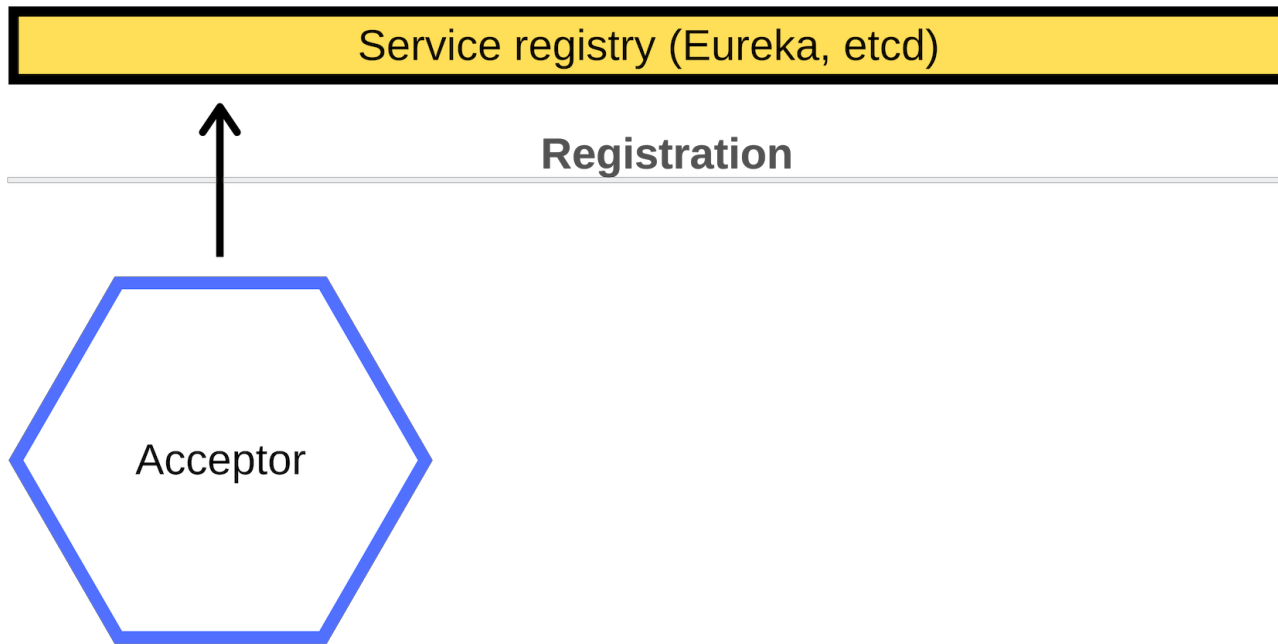 Service registry (Eureka, etcd)
Registration
Acceptor